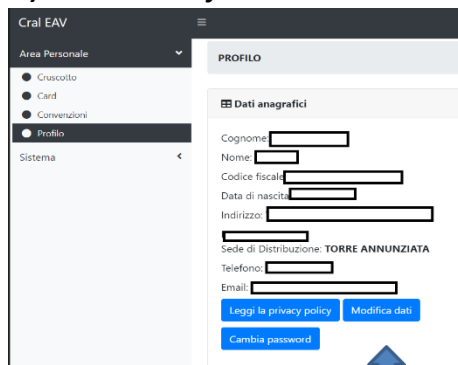 Cral EAV
Area Personale
Cruscotto
Card
Convenzioni
Profilo
Sistema
PROFILO
Dati anagrafici
Cognome:
Nome:
Codice fiscale
Data di nascita
Indirizzo:
Sede di Distribuzione: TORRE ANNUNZIATA
Telefono:
Email:
Leggi la privacy policy Modifica dati
Cambia password